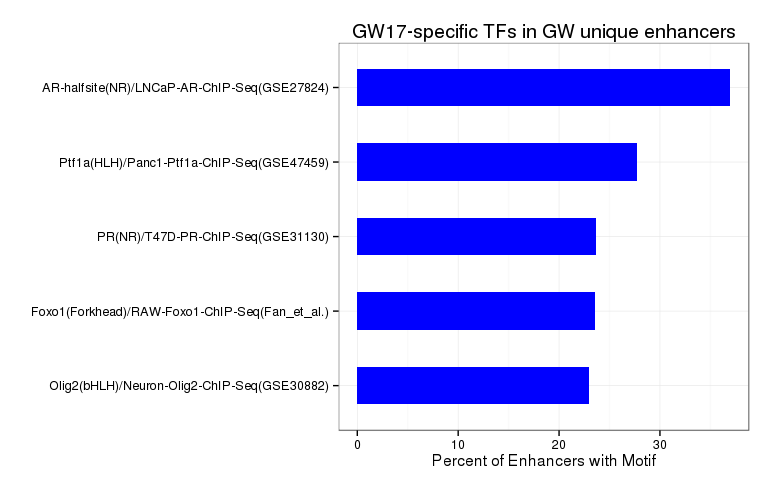 GW17-specific TFs in GW unique enhancers
AR-halfsite(NR)/LNCaP-AR-ChIP-Seq(GSE27824)
Ptf1a(HLH)/Panc1-Ptf1a-ChIP-Seq(GSE47459)
PR(NR)/T47D-PR-ChIP-Seq(GSE31130)
Foxo1(Forkhead)/RAW-Foxo1-ChIP-Seq(Fan_et_al.)
Olig2(bHLH)/Neuron-Olig2-ChIP-Seq(GSE30882)
0 10 20 30
Percent of Enhancers with Motif